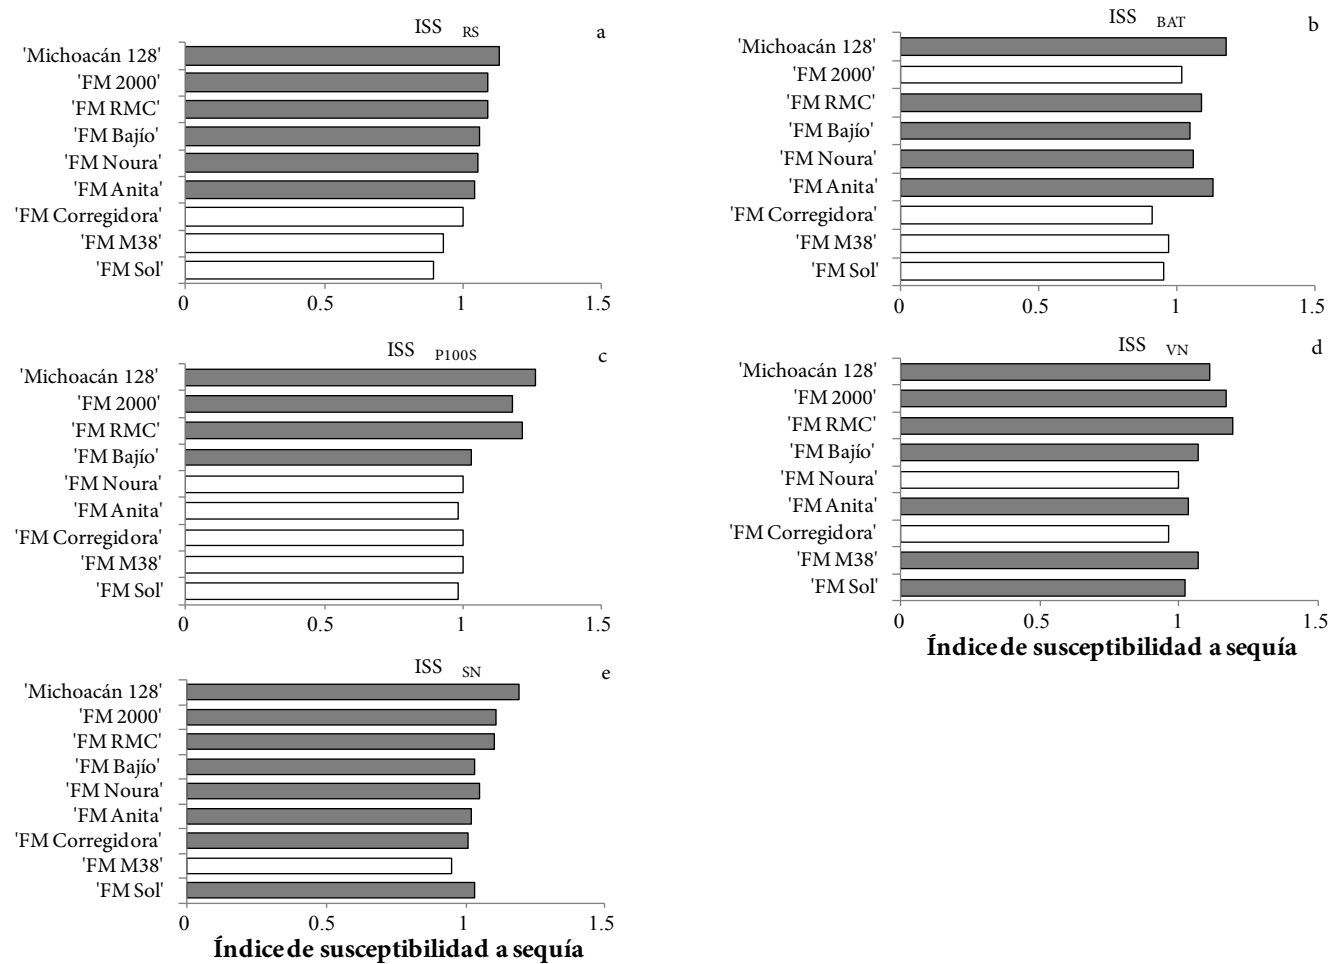 ISS RS
a
'Michoacán 128'
'FM 2000'
'FM RMC'
'FM Bajío'
'FM Noura'
'FM Anita'
'FM Corregidora'
'FM M38'
'FM Sol'
0 0.5 1 1.5
ISS BAT
b
'Michoacán 128'
'FM 2000'
'FM RMC'
'FM Bajío'
'FM Noura'
'FM Anita'
'FM Corregidora'
'FM M38'
'FM Sol'
0 0.5 1 1.5
ISS P100S
c
'Michoacán 128'
'FM 2000'
'FM RMC'
'FM Bajío'
'FM Noura'
'FM Anita'
'FM Corregidora'
'FM M38'
'FM Sol'
0 0.5 1 1.5
ISS VN
d
'Michoacán 128'
'FM 2000'
'FM RMC'
'FM Bajío'
'FM Noura'
'FM Anita'
'FM Corregidora'
'FM M38'
'FM Sol'
0 0.5 1 1.5
Índice de susceptibilidad a sequía
ISS SN
e
'Michoacán 128'
'FM 2000'
'FM RMC'
'FM Bajío'
'FM Noura'
'FM Anita'
'FM Corregidora'
'FM M38'
'FM Sol'
0 0.5 1 1.5
Índice de susceptibilidad a sequía